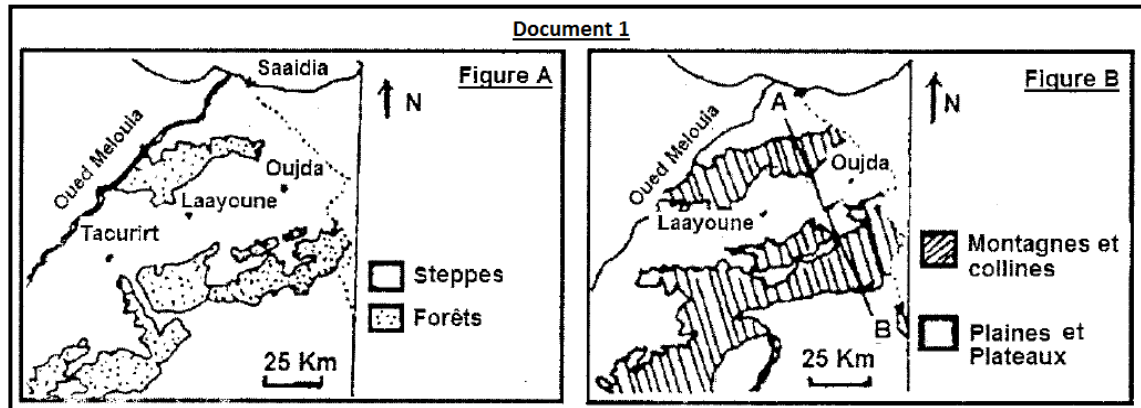 Document 1
Figure A
Saaidia
N
Oued Melouia
Oujda
Laayoune
Tacurirt
Steppes
Forêts
25 Km
Figure B
A
N
Oued Melouia
Oujda
Laayoune
Montagnes et
collines
Plaines et
Plateaux
B
25 Km